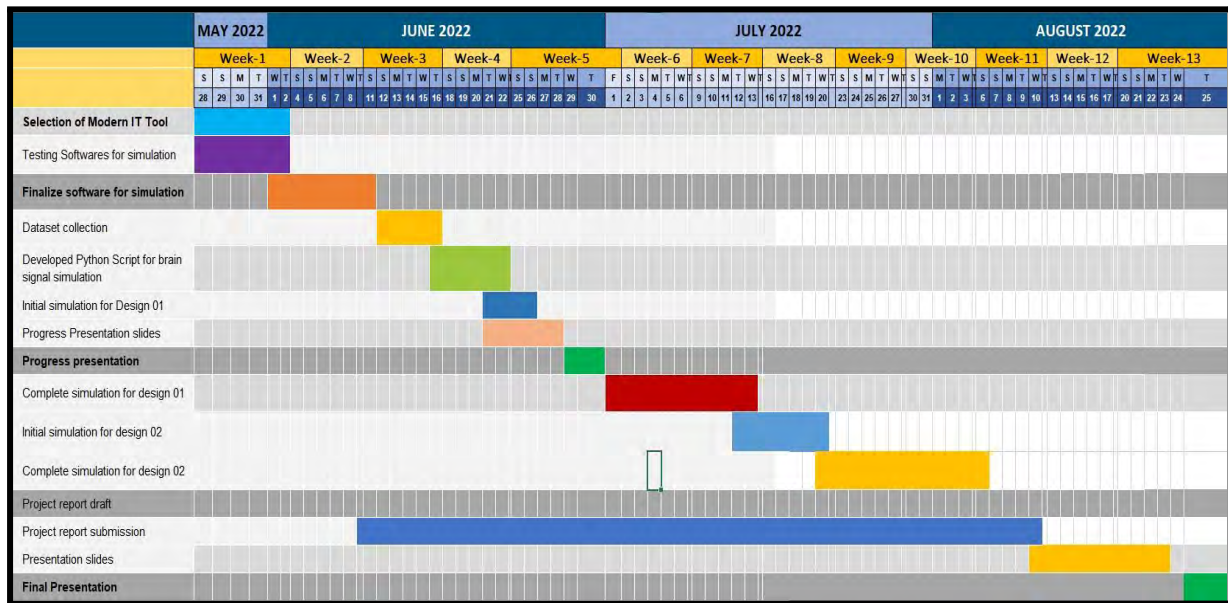 MAY 2022 JUNE 2022 JULY 2022 AUGUST 2022
Week-1 Week-2 Week-3 Week-4 Week-5 Week-6 Week-7 Week-8 Week-9 Week-10 Week-11 Week-12 Week-13
S S M T W T S S M T W T S S M T W T S S M T W T S S M T W T F S S M T W T S S M T W T S S M T W T S S M T W T S S M T W T S S M T W T S S M T W T S S M T W T
28 29 30 31 1 2 4 5 6 7 8 11 12 13 14 15 16 18 19 20 21 22 25 26 27 28 29 30 1 2 3 4 5 6 9 10 11 12 13 16 17 18 19 20 23 24 25 26 27 30 31 1 2 3 6 7 8 9 10 13 14 15 16 17 20 21 22 23 24 25
Selection of Modern IT Tool
Testing Softwares for simulation
Finalize software for simulation
Dataset collection
Developed Python Script for brain
signal simulation
Initial simulation for Design 01
Progress Presentation slides
Progress presentation
Complete simulation for design 01
Initial simulation for design 02
Complete simulation for design 02
Project report draft
Project report submission
Presentation slides
Final Presentation